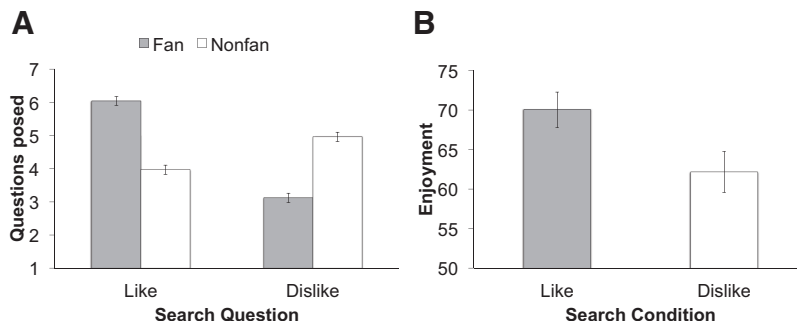 A
Fan Nonfan
Questions posed
7
6
5
4
3
2
1
Like Dislike
Search Question
B
Enjoyment
75
70
65
60
55
50
Like Dislike
Search Condition